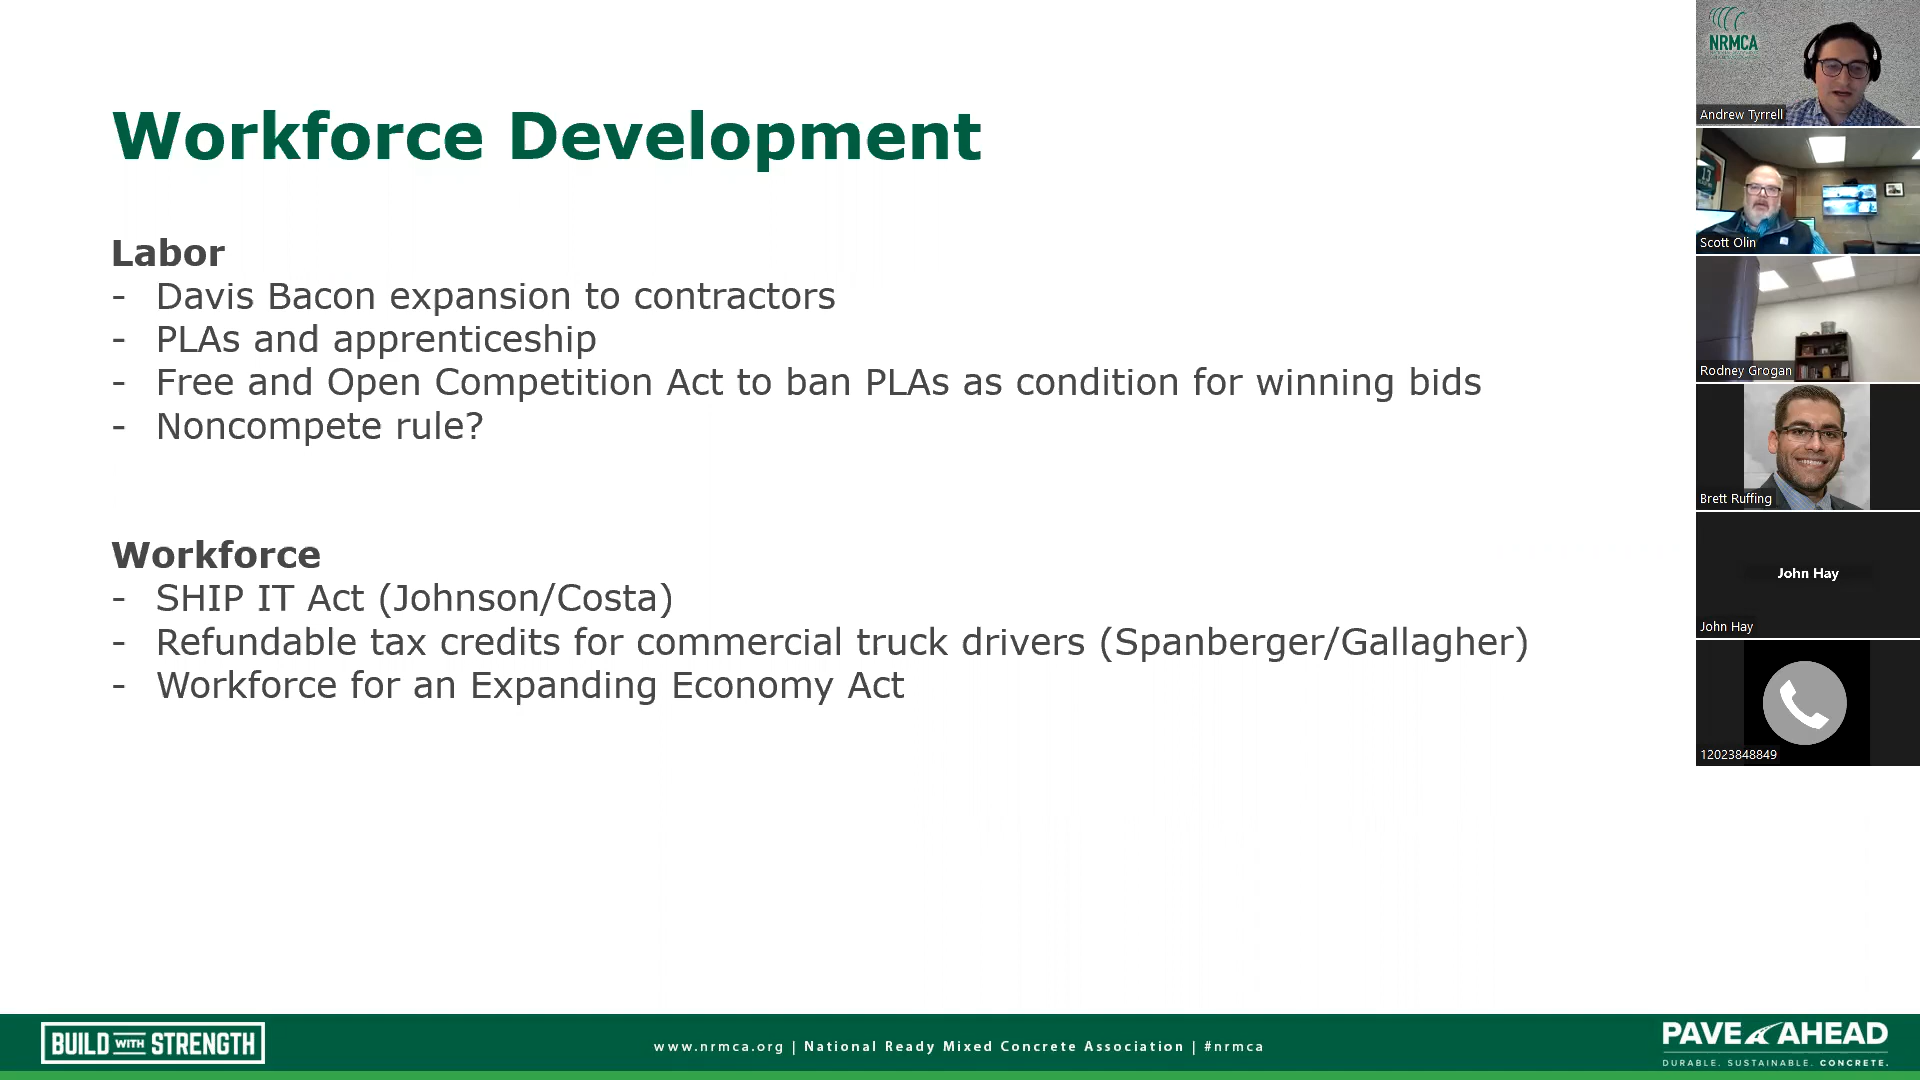 Workforce Development
Labor
- Davis Bacon expansion to contractors
- PLAs and apprenticeship
- Free and Open Competition Act to ban PLAs as condition for winning bids
- Noncompete rule?
Workforce
- SHIP IT Act (Johnson/Costa)
- Refundable tax credits for commercial truck drivers (Spanberger/Gallagher)
- Workforce for an Expanding Economy Act
NRMCA
Andrew Tyrrell
13
Scott Olin
Rodney Grogan
Brett Ruffing
John Hay
John Hay
12023848849
BUILD WITH STRENGTH
www.nrmca.org | National Ready Mixed Concrete Association | #nrmca
PAVE AHEAD
DURABLE. SUSTAINABLE. CONCRETE.